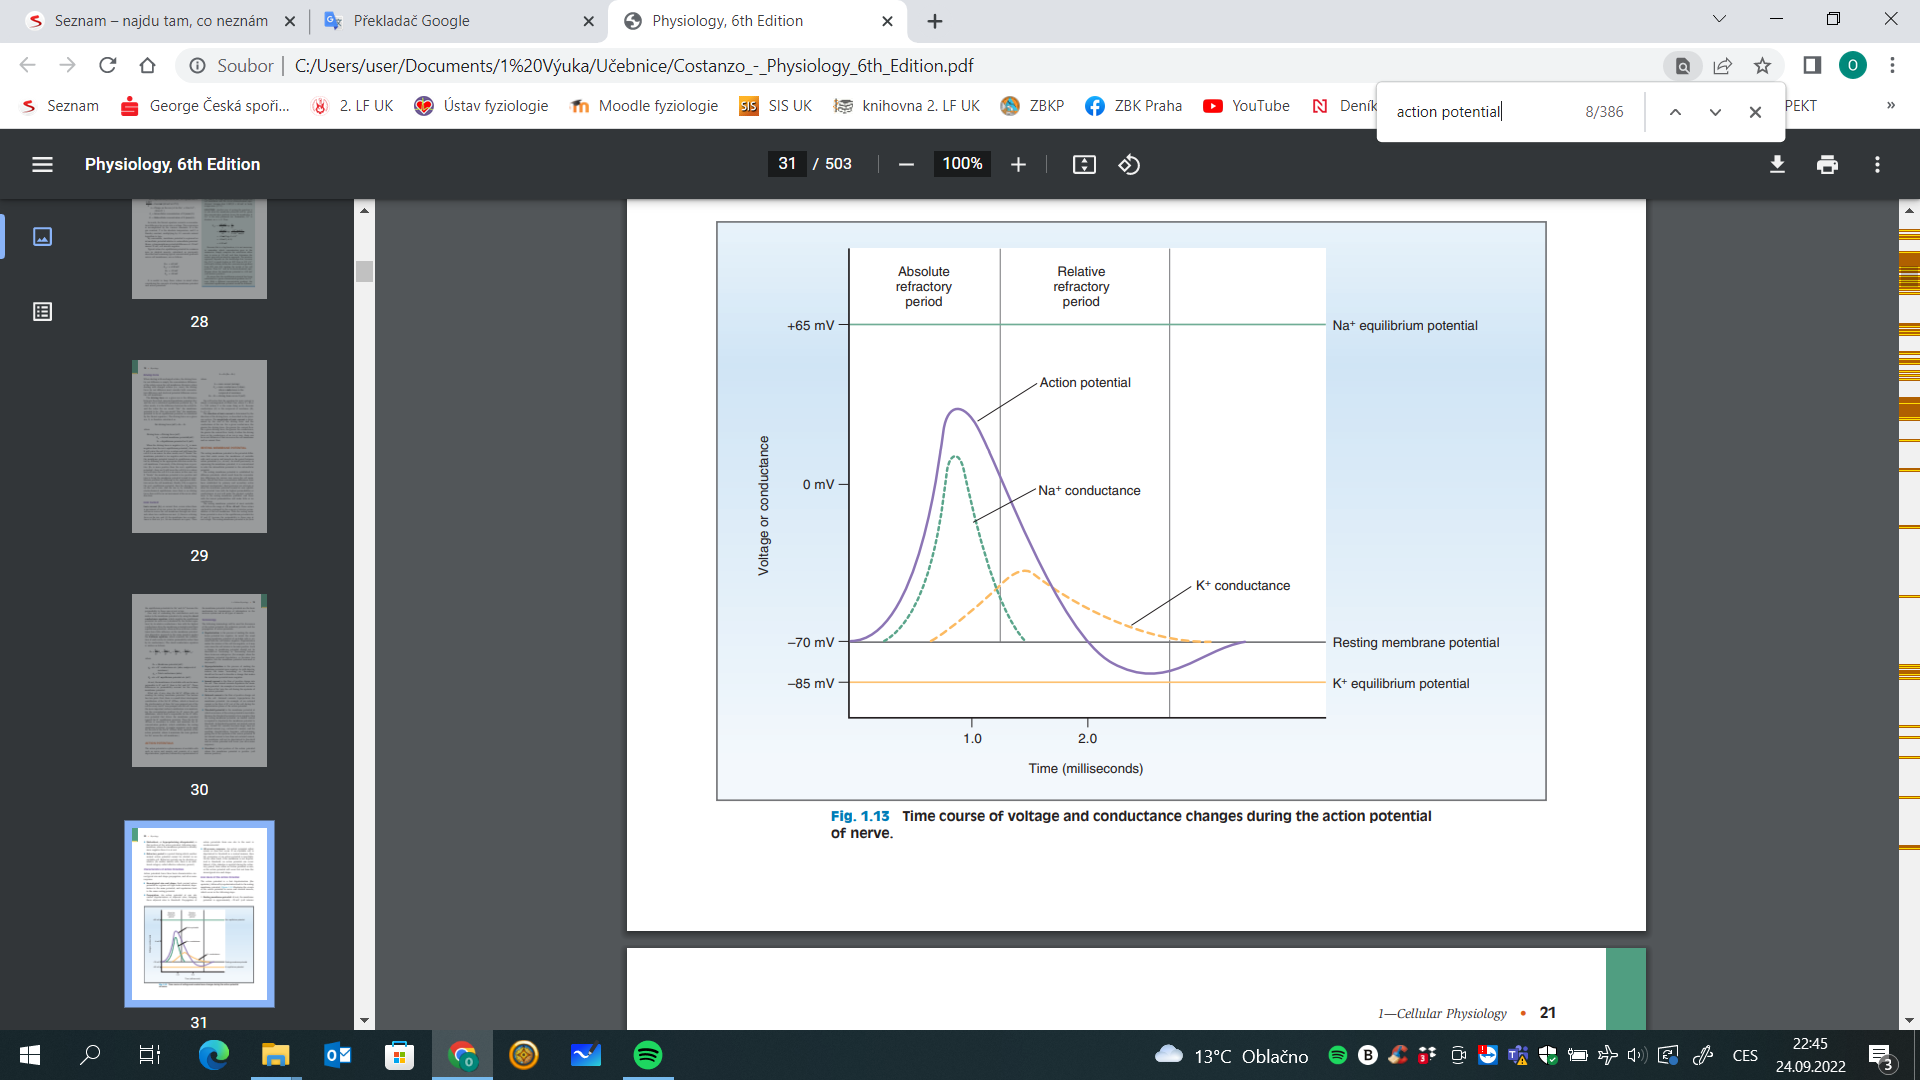 Seznam – najdu tam, co neznám
Překladač Google
Physiology, 6th Edition
Soubor
C:/Users/user/Documents/1%20Výuka/Učebnice/Costanzo_-_Physiology_6th_Edition.pdf
O
Seznam
George Česká spoři...
2. LF UK
Ústav fyziologie
Moodle fyziologie
SIS UK
knihovna 2. LF UK
ZBKP
ZBK Praha
YouTube
Deník
PEKT
»
action potential
8/386
Physiology, 6th Edition
31 / 503
100%
28
29
30
31
Absolute
refractory
period
Relative
refractory
period
+65 mV
Na⁺ equilibrium potential
Action potential
Voltage or conductance
0 mV
Na⁺ conductance
K⁺ conductance
–70 mV
Resting membrane potential
–85 mV
K⁺ equilibrium potential
1.0
2.0
Time (milliseconds)
Fig. 1.13 Time course of voltage and conductance changes during the action potential
of nerve.
1—Cellular Physiology • 21
13°C Oblačno
CES
22:45
24.09.2022
3